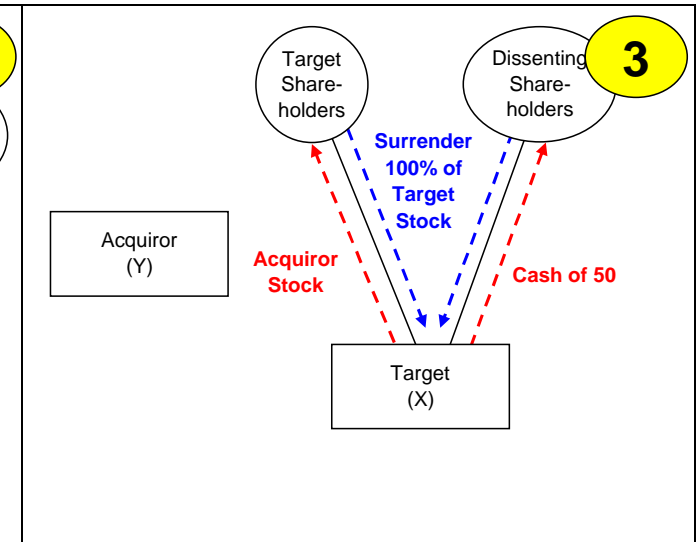 Target
Share-
holders
Dissenting
Share-
holders
3
Surrender
100% of
Target
Stock
Acquiror
(Y)
Acquiror
Stock
Cash of 50
Target
(X)